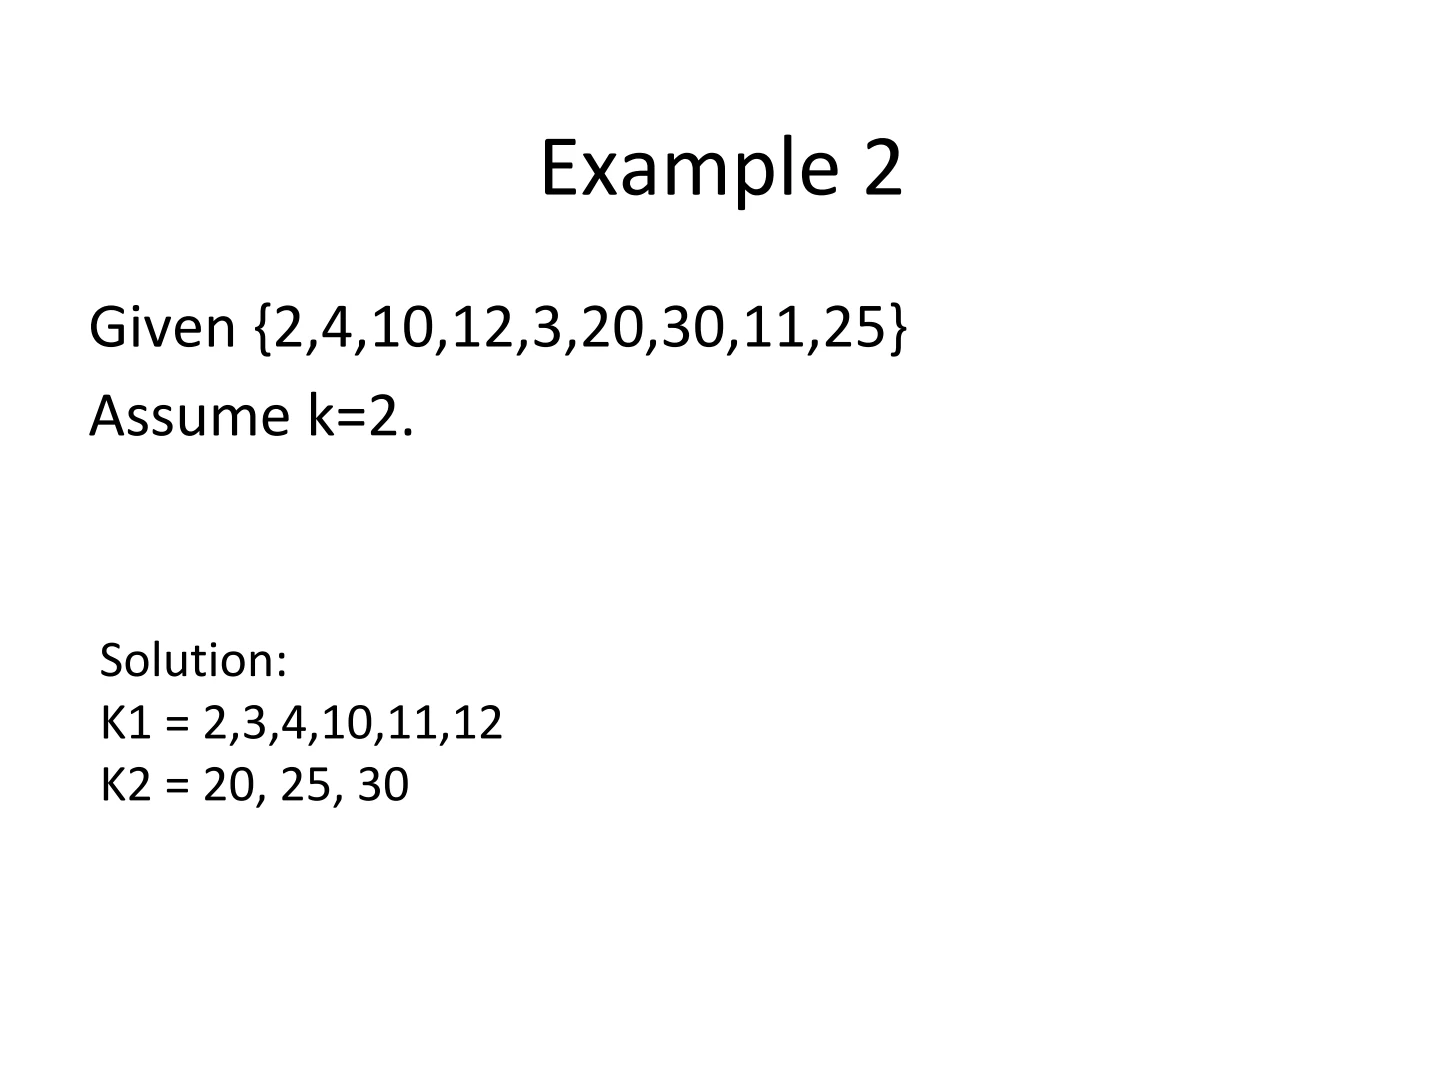 Example 2
Given {2,4,10,12,3,20,30,11,25}
Assume k=2.
Solution:
K1 = 2,3,4,10,11,12
K2 = 20, 25, 30